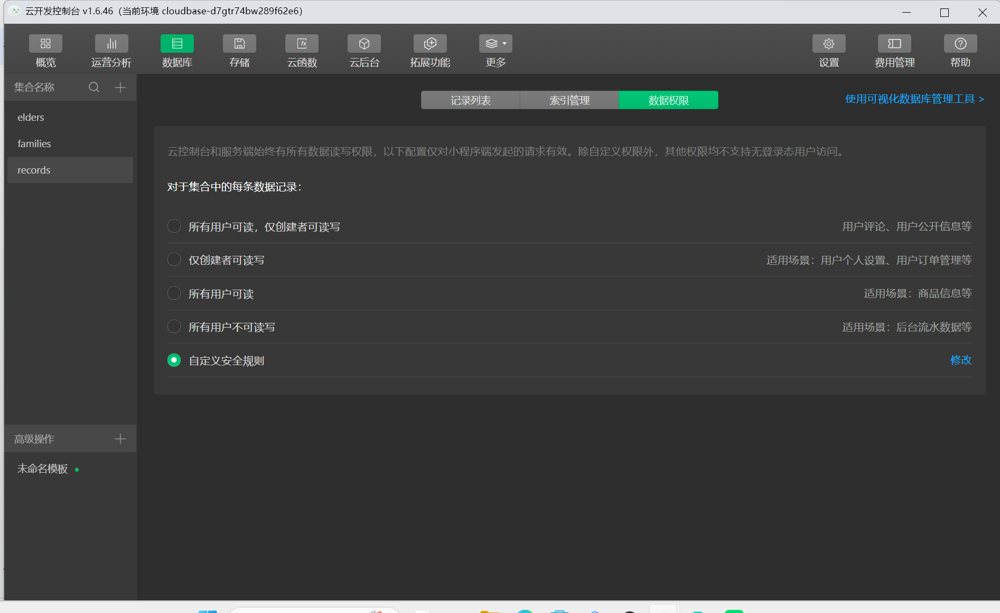 云开发控制台 v1.6.46（当前环境 cloudbase-d7gtr74bw289f62e6）
概览
运营分析
数据库
存储
云函数
云后台
拓展功能
更多
设置
费用管理
帮助
集合名称
elders
families
records
高级操作
未命名模板
记录列表
索引管理
数据权限
使用可视化数据库管理工具 >
云控制台和服务端始终有所有数据读写权限，以下配置仅对小程序端发起的请求有效。除自定义权限外，其他权限均不支持无登录态用户访问。
对于集合中的每条数据记录：
所有用户可读，仅创建者可读写
用户评论、用户公开信息等
仅创建者可读写
适用场景：用户个人设置、用户订单管理等
所有用户可读
适用场景：商品信息等
所有用户不可读写
适用场景：后台流水数据等
自定义安全规则
修改